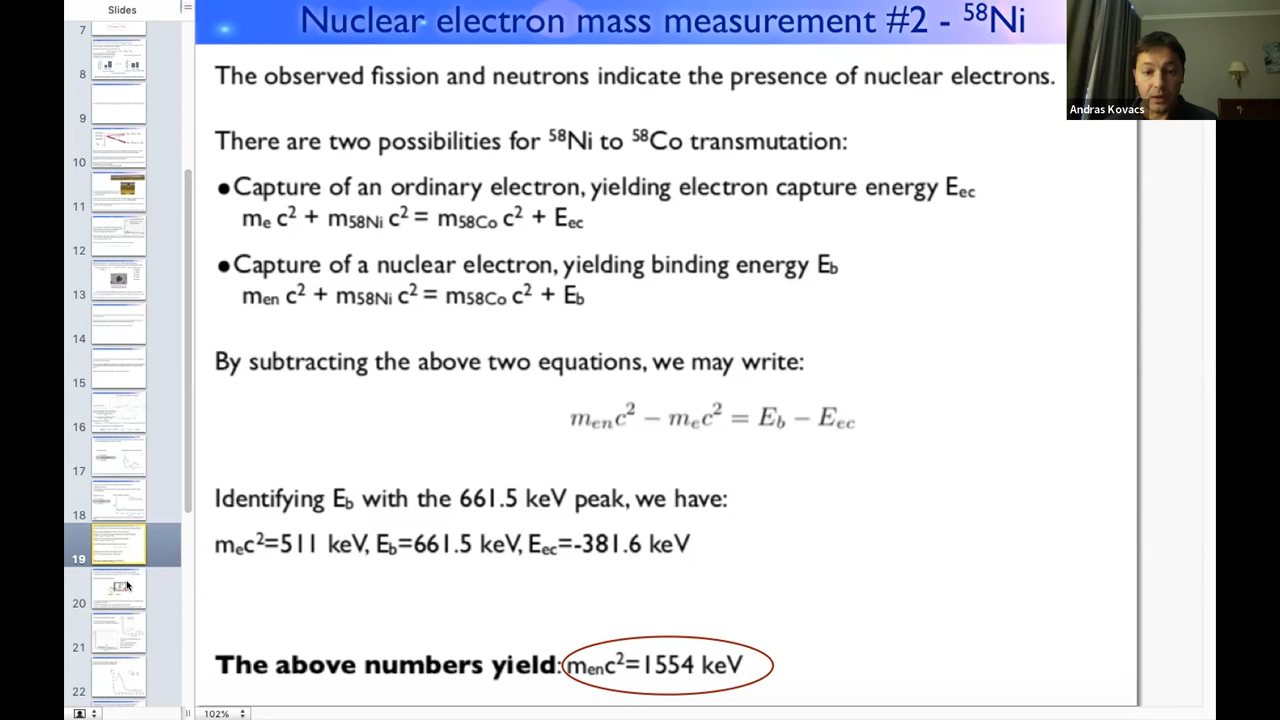 Slides
Nuclear electron mass measurement #2 - ⁵⁸Ni
Andras Kovacs
The observed fission and neutrons indicate the presence of nuclear electrons.
There are two possibilities for ⁵⁸Ni to ⁵⁸Co transmutation:
●Capture of an ordinary electron, yielding electron capture energy Eec
me c² + m58Ni c² = m58Co c² + Eec
●Capture of a nuclear electron, yielding binding energy Eb
men c² + m58Ni c² = m58Co c² + Eb
By subtracting the above two equations, we may write:
menc² − mec² = Eb − Eec
Identifying Eb with the 661.5 keV peak, we have:
mec²=511 keV, Eb=661.5 keV, Eec=-381.6 keV
The above numbers yield: menc²=1554 keV
7
8
9
10
11
12
13
14
15
16
17
18
19
20
21
22
102%